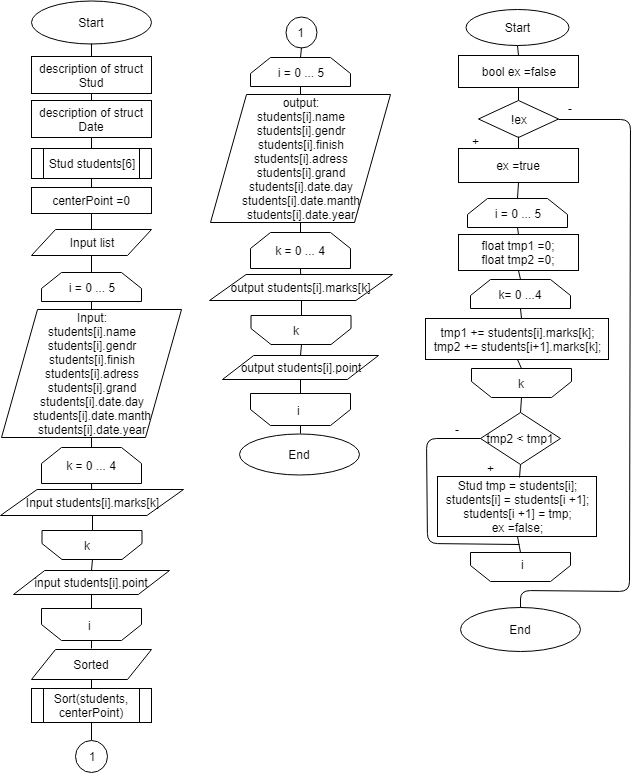 Start
description of struct
Stud
description of struct
Date
Stud students[6]
centerPoint =0
Input list
i = 0 ... 5
Input:
students[i].name
students[i].gendr
students[i].finish
students[i].adress
students[i].grand
students[i].date.day
students[i].date.manth
students[i].date.year
k = 0 ... 4
Input students[i].marks[k]
k
input students[i].point
i
Sorted
Sort(students,
centerPoint)
1
1
i = 0 ... 5
output:
students[i].name
students[i].gendr
students[i].finish
students[i].adress
students[i].grand
students[i].date.day
students[i].date.manth
students[i].date.year
k = 0 ... 4
output students[i].marks[k]
k
output students[i].point
i
End
Start
bool ex =false
!ex
-
+
ex =true
i = 0 ... 5
float tmp1 =0;
float tmp2 =0;
k= 0 ...4
tmp1 += students[i].marks[k];
tmp2 += students[i+1].marks[k];
k
-
tmp2 < tmp1
+
Stud tmp = students[i];
students[i] = students[i +1];
students[i +1] = tmp;
ex =false;
i
End